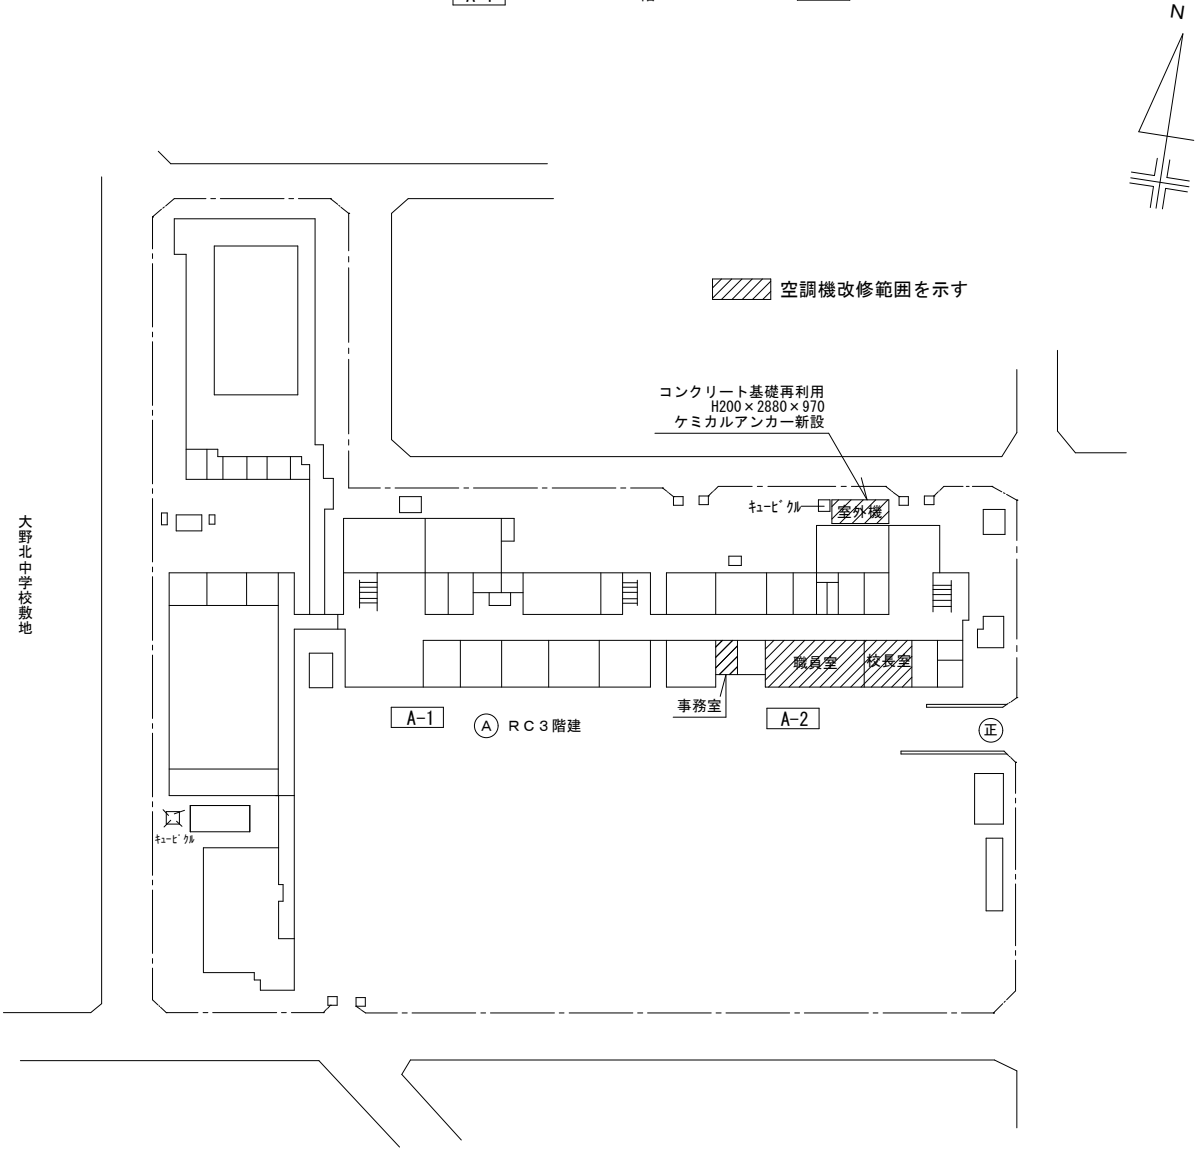 N
空調機改修範囲を示す
コンクリート基礎再利用
H200×2880×970
ケミカルアンカー新設
キュービクル
室外機
大野北中学校敷地
職員室
校長室
事務室
A-1
A RC3階建
A-2
正
キュービクル